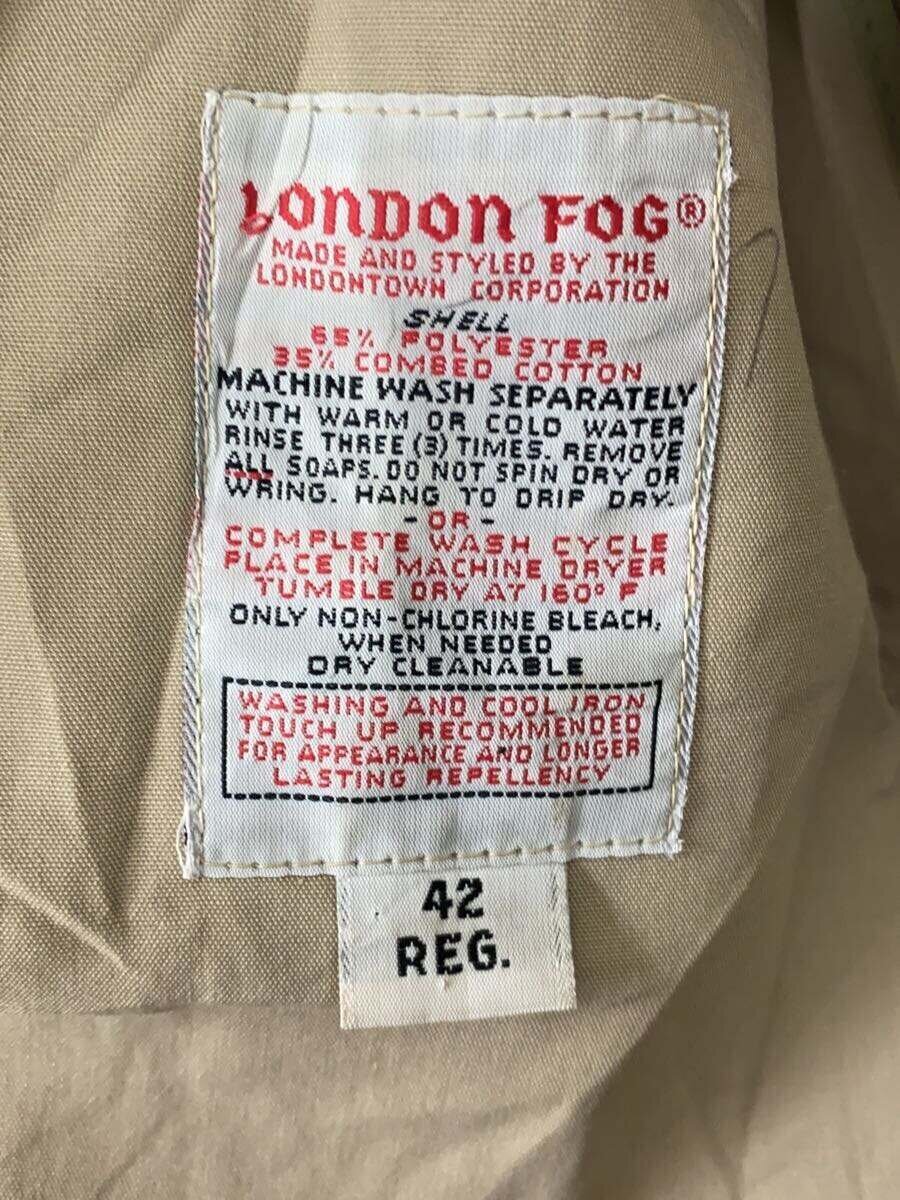 LONDON FOG®
MADE AND STYLED BY THE
LONDONTOWN CORPORATION
SHELL
65% POLYESTER
35% COMBED COTTON
MACHINE WASH SEPARATELY
WITH WARM OR COLD WATER
RINSE THREE (3) TIMES. REMOVE
ALL SOAPS. DO NOT SPIN DRY OR
WRING. HANG TO DRIP DRY.
- OR -
COMPLETE WASH CYCLE
PLACE IN MACHINE DRYER
TUMBLE DRY AT 160° F
ONLY NON-CHLORINE BLEACH,
WHEN NEEDED
DRY CLEANABLE
WASHING AND COOL IRON
TOUCH UP RECOMMENDED
FOR APPEARANCE AND LONGER
LASTING REPELLENCY
42
REG.